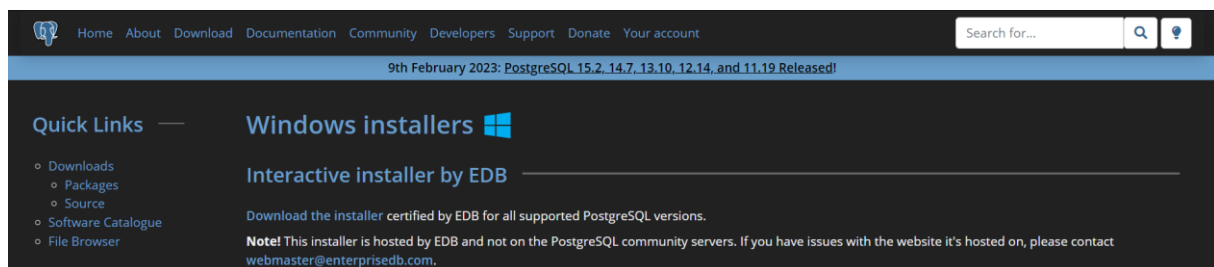 Home About Download Documentation Community Developers Support Donate Your account Search for...
9th February 2023: PostgreSQL 15.2, 14.7, 13.10, 12.14, and 11.19 Released!
Quick Links
Downloads
Packages
Source
Software Catalogue
File Browser
Windows installers
Interactive installer by EDB
Download the installer certified by EDB for all supported PostgreSQL versions.
Note! This installer is hosted by EDB and not on the PostgreSQL community servers. If you have issues with the website it's hosted on, please contact
webmaster@enterprisedb.com.